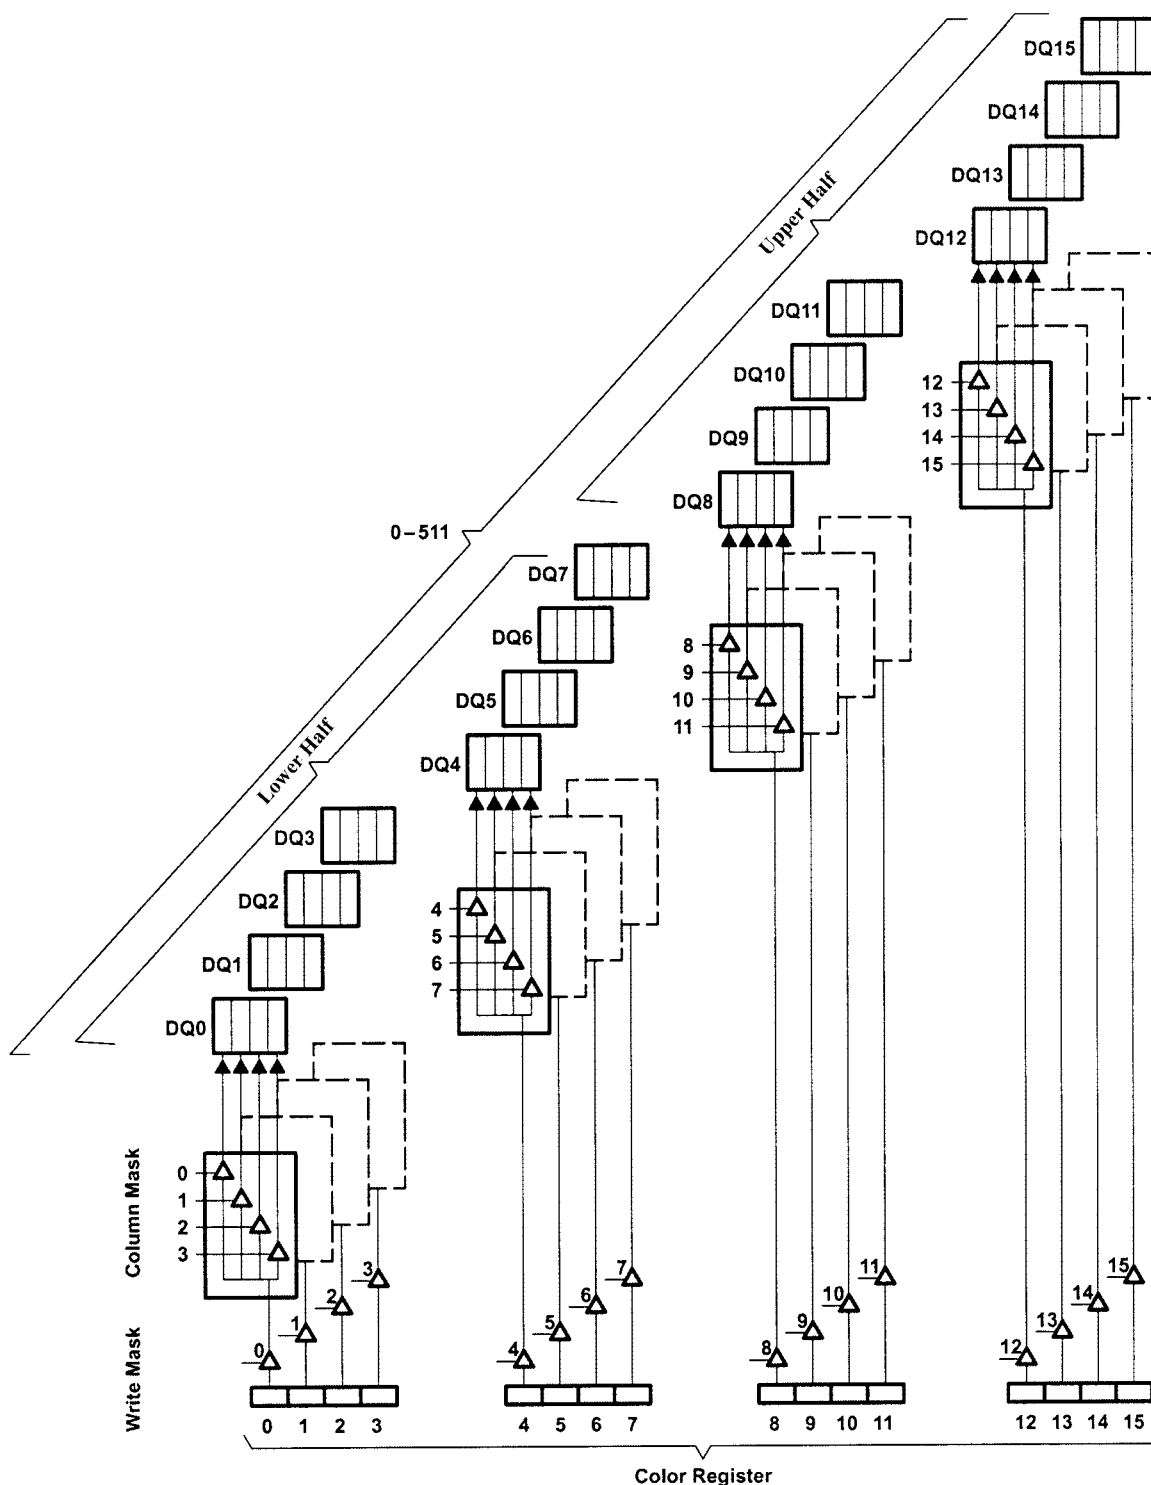 DQ15
DQ14
DQ13
DQ12
Upper Half
DQ11
DQ10
DQ9
DQ8
12
13
14
15
0–511
DQ7
DQ6
DQ5
DQ4
8
9
10
11
Lower Half
DQ3
DQ2
DQ1
DQ0
4
5
6
7
Column Mask
0
1
2
3
Write Mask
0
1
2
3
4
5
6
7
8
9
10
11
12
13
14
15
0 1 2 3 4 5 6 7 8 9 10 11 12 13 14 15
Color Register